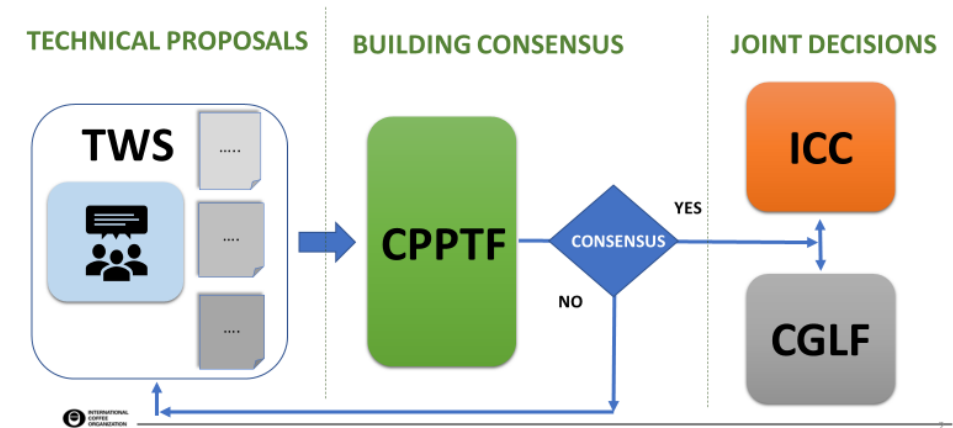 TECHNICAL PROPOSALS
BUILDING CONSENSUS
JOINT DECISIONS
TWS
.....
....
....
CPPTF
CONSENSUS
YES
NO
ICC
CGLF
INTERNATIONAL
COFFEE
ORGANIZATION